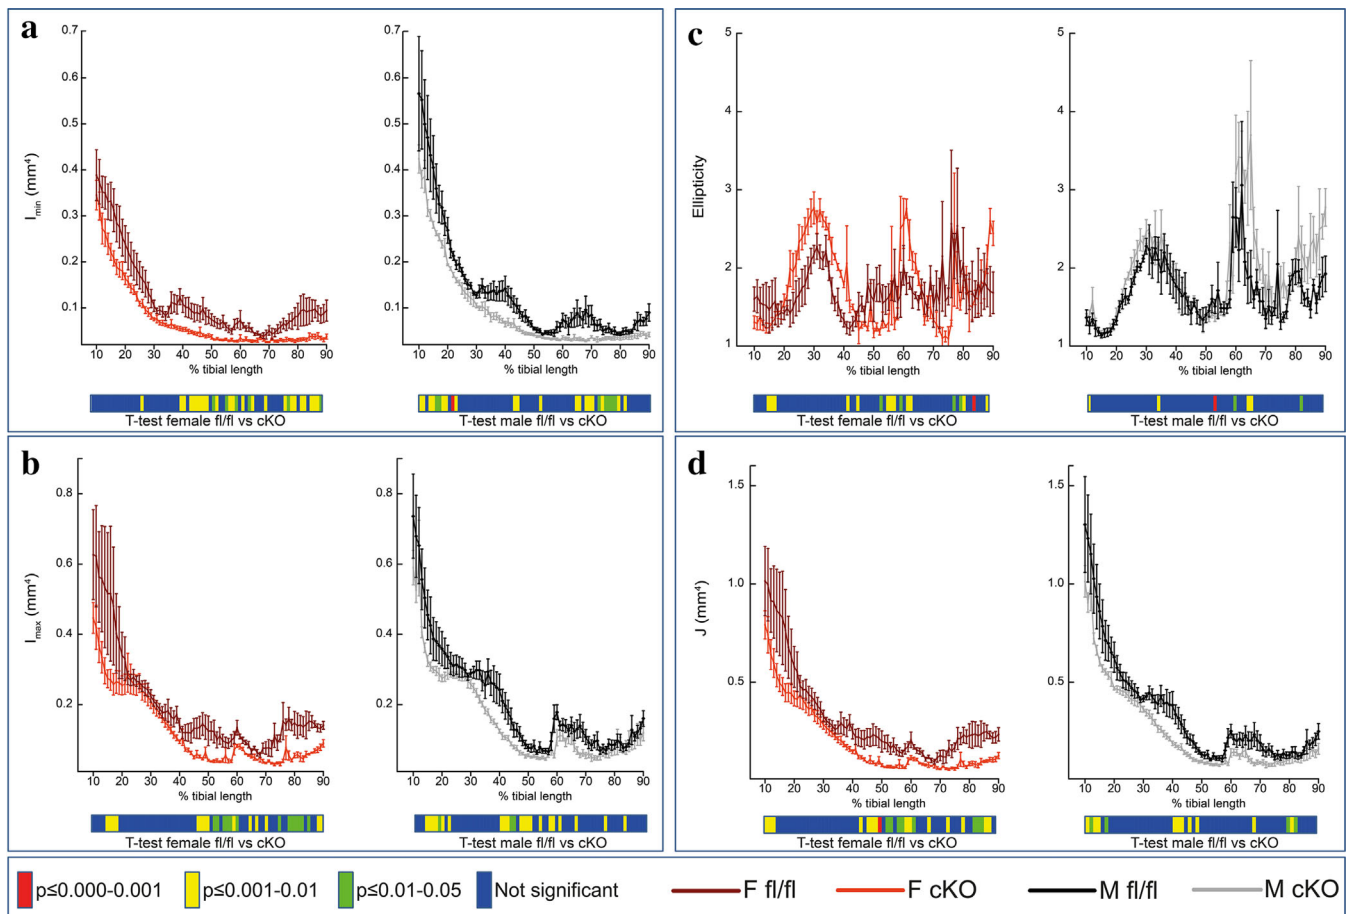 a
0.7
0.6
0.5
0.4
0.3
0.2
0.1
I_min (mm⁴)
10 20 30 40 50 60 70 80 90
% tibial length
T-test female fl/fl vs cKO
0.7
0.6
0.5
0.4
0.3
0.2
0.1
10 20 30 40 50 60 70 80 90
% tibial length
T-test male fl/fl vs cKO
c
5
4
3
2
1
Ellipticity
10 20 30 40 50 60 70 80 90
% tibial length
T-test female fl/fl vs cKO
5
4
3
2
1
10 20 30 40 50 60 70 80 90
% tibial length
T-test male fl/fl vs cKO
b
0.8
0.6
0.4
0.2
I_max (mm⁴)
10 20 30 40 50 60 70 80 90
% tibial length
T-test female fl/fl vs cKO
0.8
0.6
0.4
0.2
10 20 30 40 50 60 70 80 90
% tibial length
T-test male fl/fl vs cKO
d
1.5
1.0
0.5
J (mm⁴)
10 20 30 40 50 60 70 80 90
% tibial length
T-test female fl/fl vs cKO
1.5
1.0
0.5
10 20 30 40 50 60 70 80 90
% tibial length
T-test male fl/fl vs cKO
p≤0.000-0.001 p≤0.001-0.01 p≤0.01-0.05 Not significant F fl/fl F cKO M fl/fl M cKO